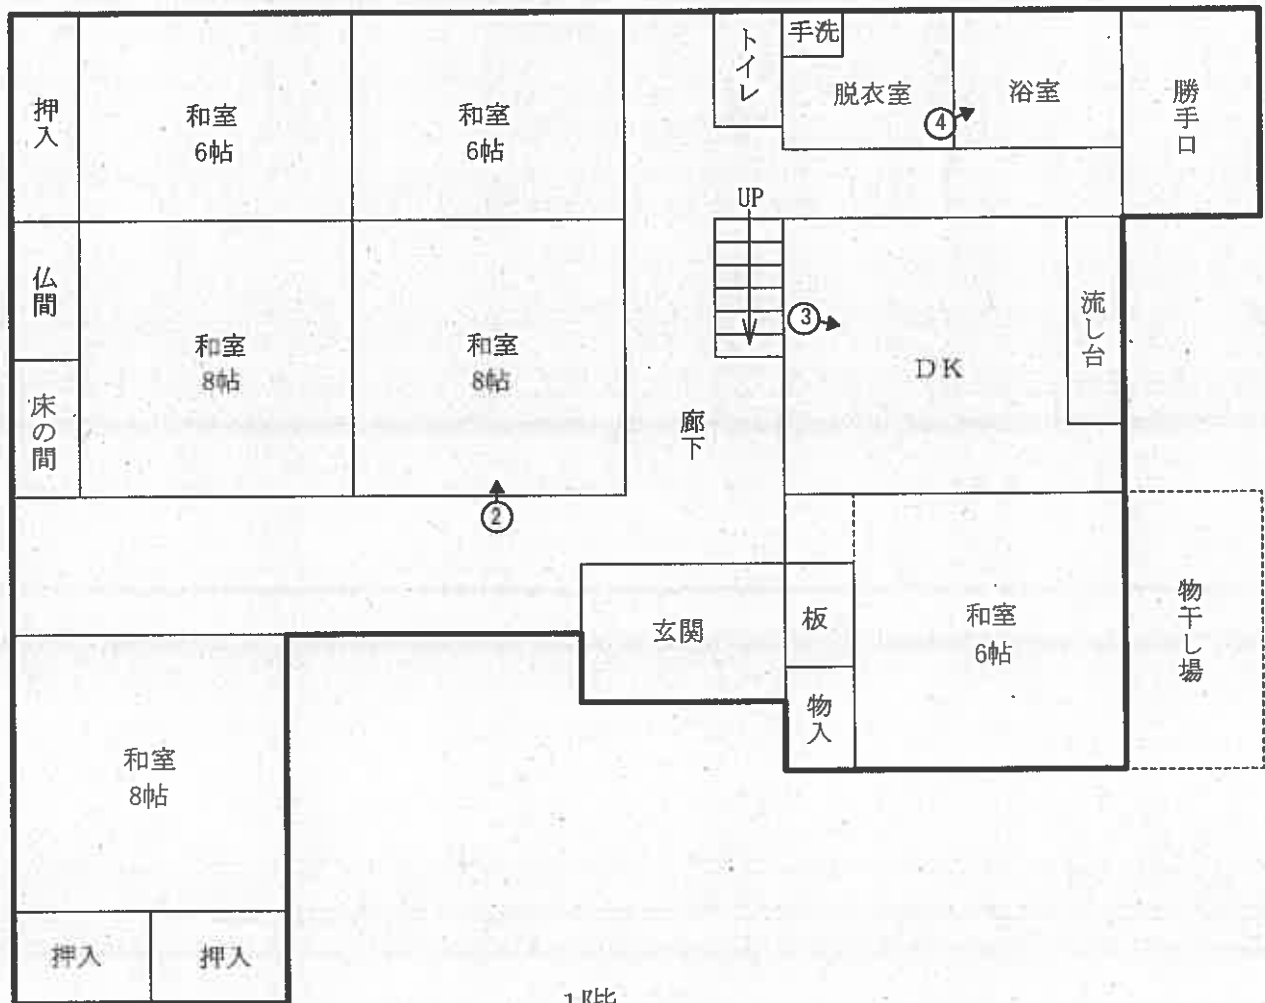 押入
和室
6帖
和室
6帖
トイレ
手洗
脱衣室
④
浴室
勝手口
仏間
床の間
和室
8帖
和室
8帖
②
UP
③
DK
流し台
廊下
玄関
板
物入
和室
6帖
物干し場
和室
8帖
押入
押入
1階